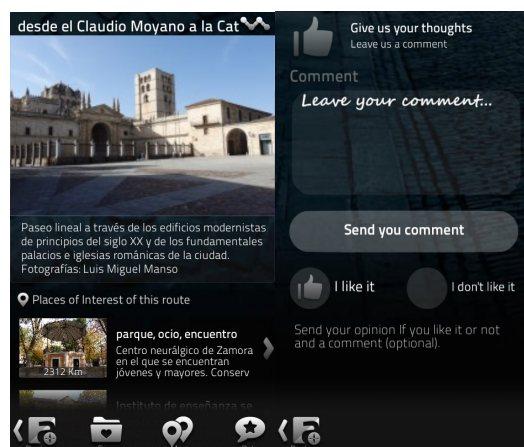 desde el Claudio Moyano a la Cat
Paseo lineal a través de los edificios modernistas
de principios del siglo XX y de los fundamentales
palacios e iglesias románicas de la ciudad.
Fotografías: Luis Miguel Manso
Places of Interest of this route
parque, ocio, encuentro
Centro neurálgico de Zamora
en el que se encuentran
jóvenes y mayores. Conserv
2312 Km
Instituto de enseñanza se
Give us your thoughts
Leave us a comment
Comment
Leave your comment...
Send you comment
I like it
I don't like it
Send your opinion If you like it or not
and a comment (optional).